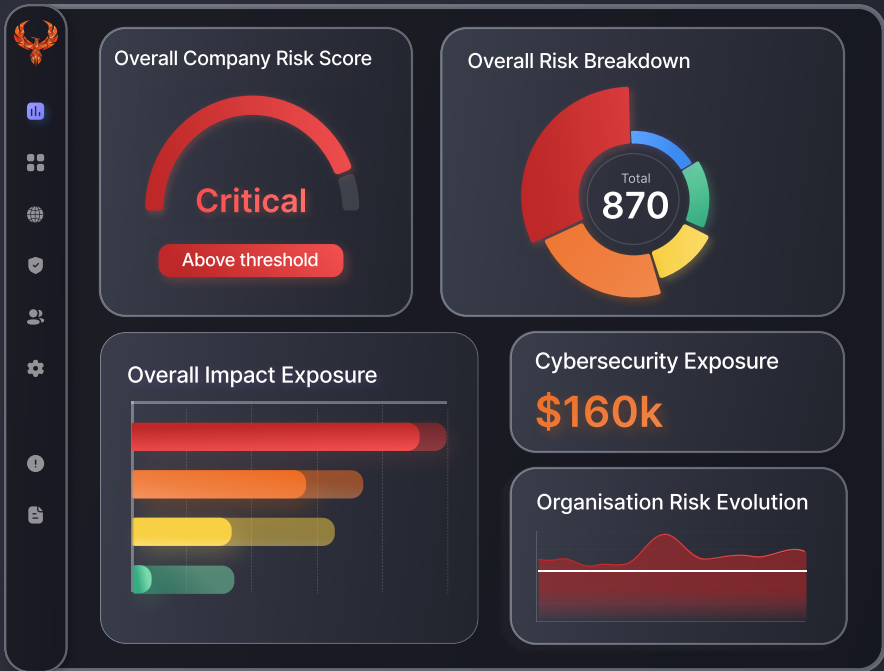 Overall Company Risk Score
Critical
Above threshold
Overall Risk Breakdown
Total
870
Overall Impact Exposure
Cybersecurity Exposure
$160k
Organisation Risk Evolution